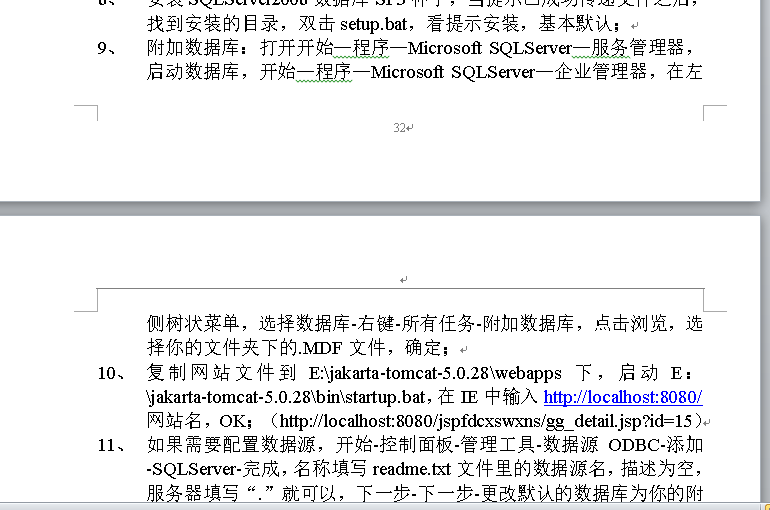 找到安装的目录，双击 setup.bat，看提示安装，基本默认；
9、 附加数据库：打开开始—程序—Microsoft SQLServer—服务管理器，
启动数据库，开始—程序—Microsoft SQLServer—企业管理器，在左
32
侧树状菜单，选择数据库-右键-所有任务-附加数据库，点击浏览，选
择你的文件夹下的.MDF 文件，确定；
10、 复制网站文件到 E:\jakarta-tomcat-5.0.28\webapps 下，启动 E：
\jakarta-tomcat-5.0.28\bin\startup.bat，在 IE 中输入 http://localhost:8080/
网站名，OK；（http://localhost:8080/jspfdcxswxns/gg_detail.jsp?id=15）
11、 如果需要配置数据源，开始-控制面板-管理工具-数据源 ODBC-添加
-SQLServer-完成，名称填写 readme.txt 文件里的数据源名，描述为空，
服务器填写“.”就可以，下一步-下一步-更改默认的数据库为你的附